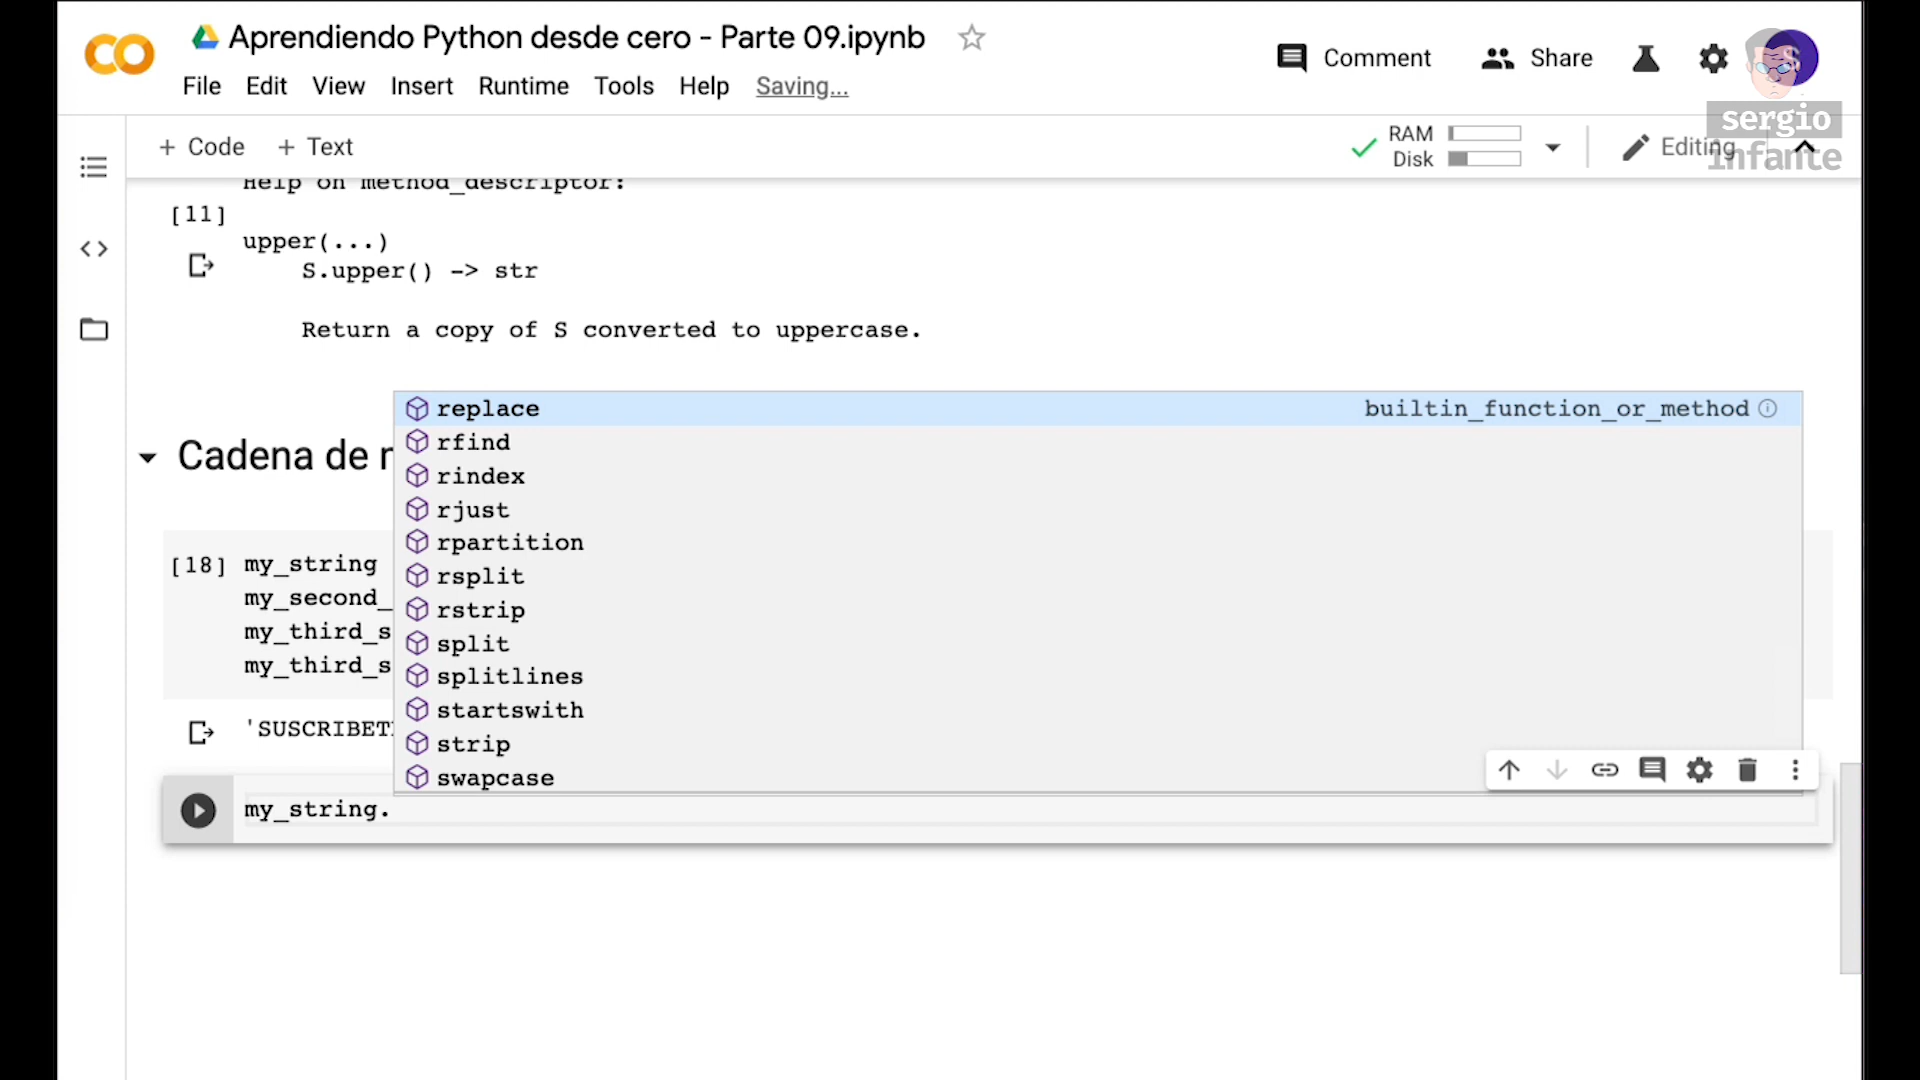 Aprendiendo Python desde cero - Parte 09.ipynb
Comment
Share
File Edit View Insert Runtime Tools Help Saving...
sergio
infante
+ Code + Text
RAM
Disk
Editing
Help on method_descriptor:
[11]
upper(...)
S.upper() -> str
Return a copy of S converted to uppercase.
replace builtin_function_or_method
rfind
rindex
rjust
rpartition
rsplit
rstrip
split
splitlines
startswith
strip
swapcase
Cadena de
[18] my_string
my_second_
my_third_s
my_third_s
'SUSCRIBET
my_string.